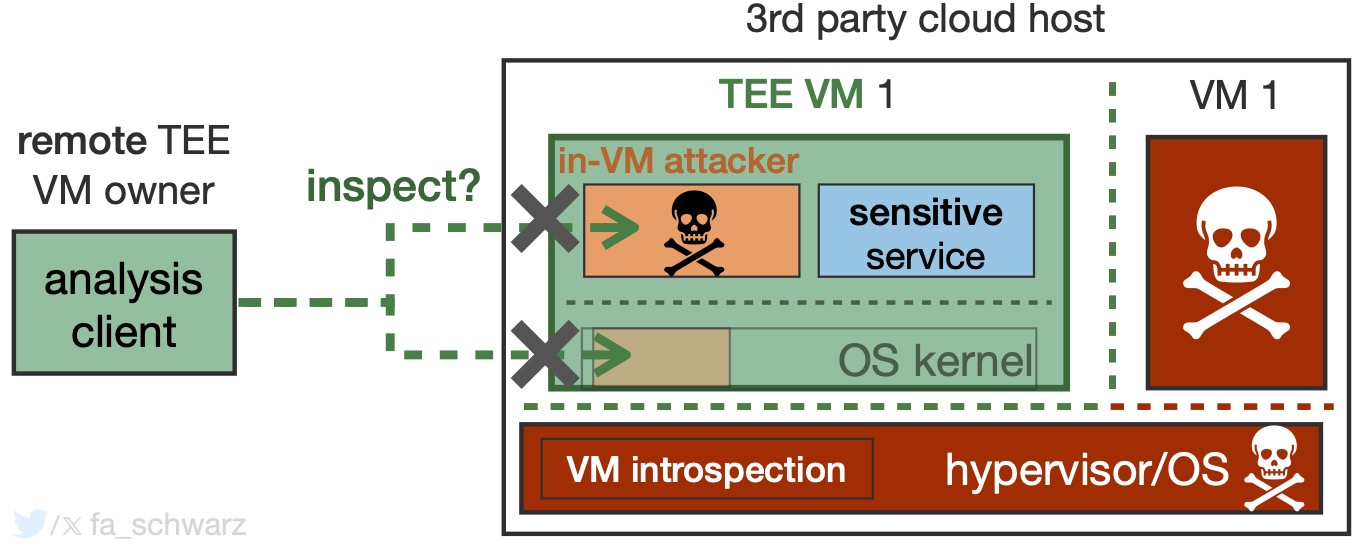 3rd party cloud host
TEE VM 1
VM 1
remote TEE
VM owner
inspect?
in-VM attacker
analysis
client
sensitive
service
OS kernel
VM introspection
hypervisor/OS
/𝕏 fa_schwarz